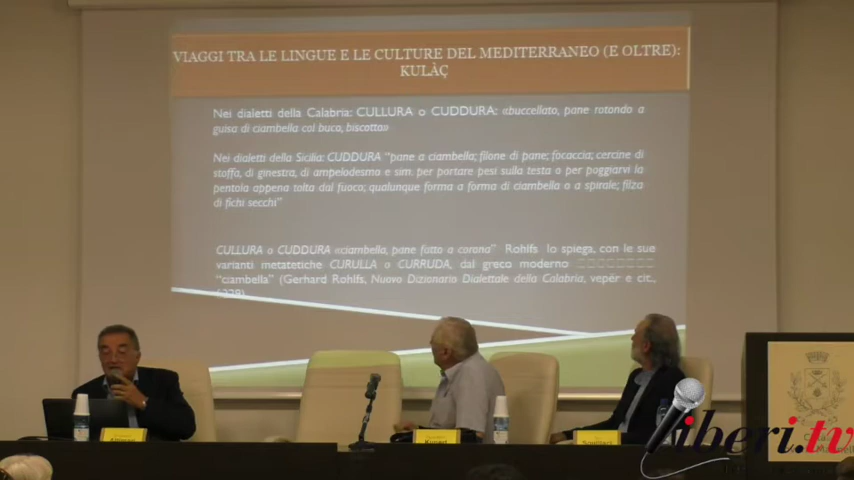 VIAGGI TRA LE LINGUE E LE CULTURE DEL MEDITERRANEO (E OLTRE):
KULÀÇ
Nei dialetti della Calabria: CULLURA o CUDDURA: «buccellato, pane rotondo a
guisa di ciambella col buco, biscotto»
Nei dialetti della Sicilia: CUDDURA "pane a ciambella; filone di pane; focaccia; cercine di
stoffa, di ginestra, di ampelodesmo e sim. per portare pesi sulla testa o per poggiarvi la
pentola appena tolta dal fuoco; qualunque forma a forma di ciambella o a spirale; filza
di fichi secchi"
CULLURA o CUDDURA «ciambella, pane fatto a corona" Rohlfs lo spiega, con le sue
varianti metatetiche CURULLA o CURRUDA, dal greco moderno □□□□□□□□
"ciambella" (Gerhard Rohlfs, Nuovo Dizionario Dialettale della Calabria, vepër e cit.,
liberi.tv